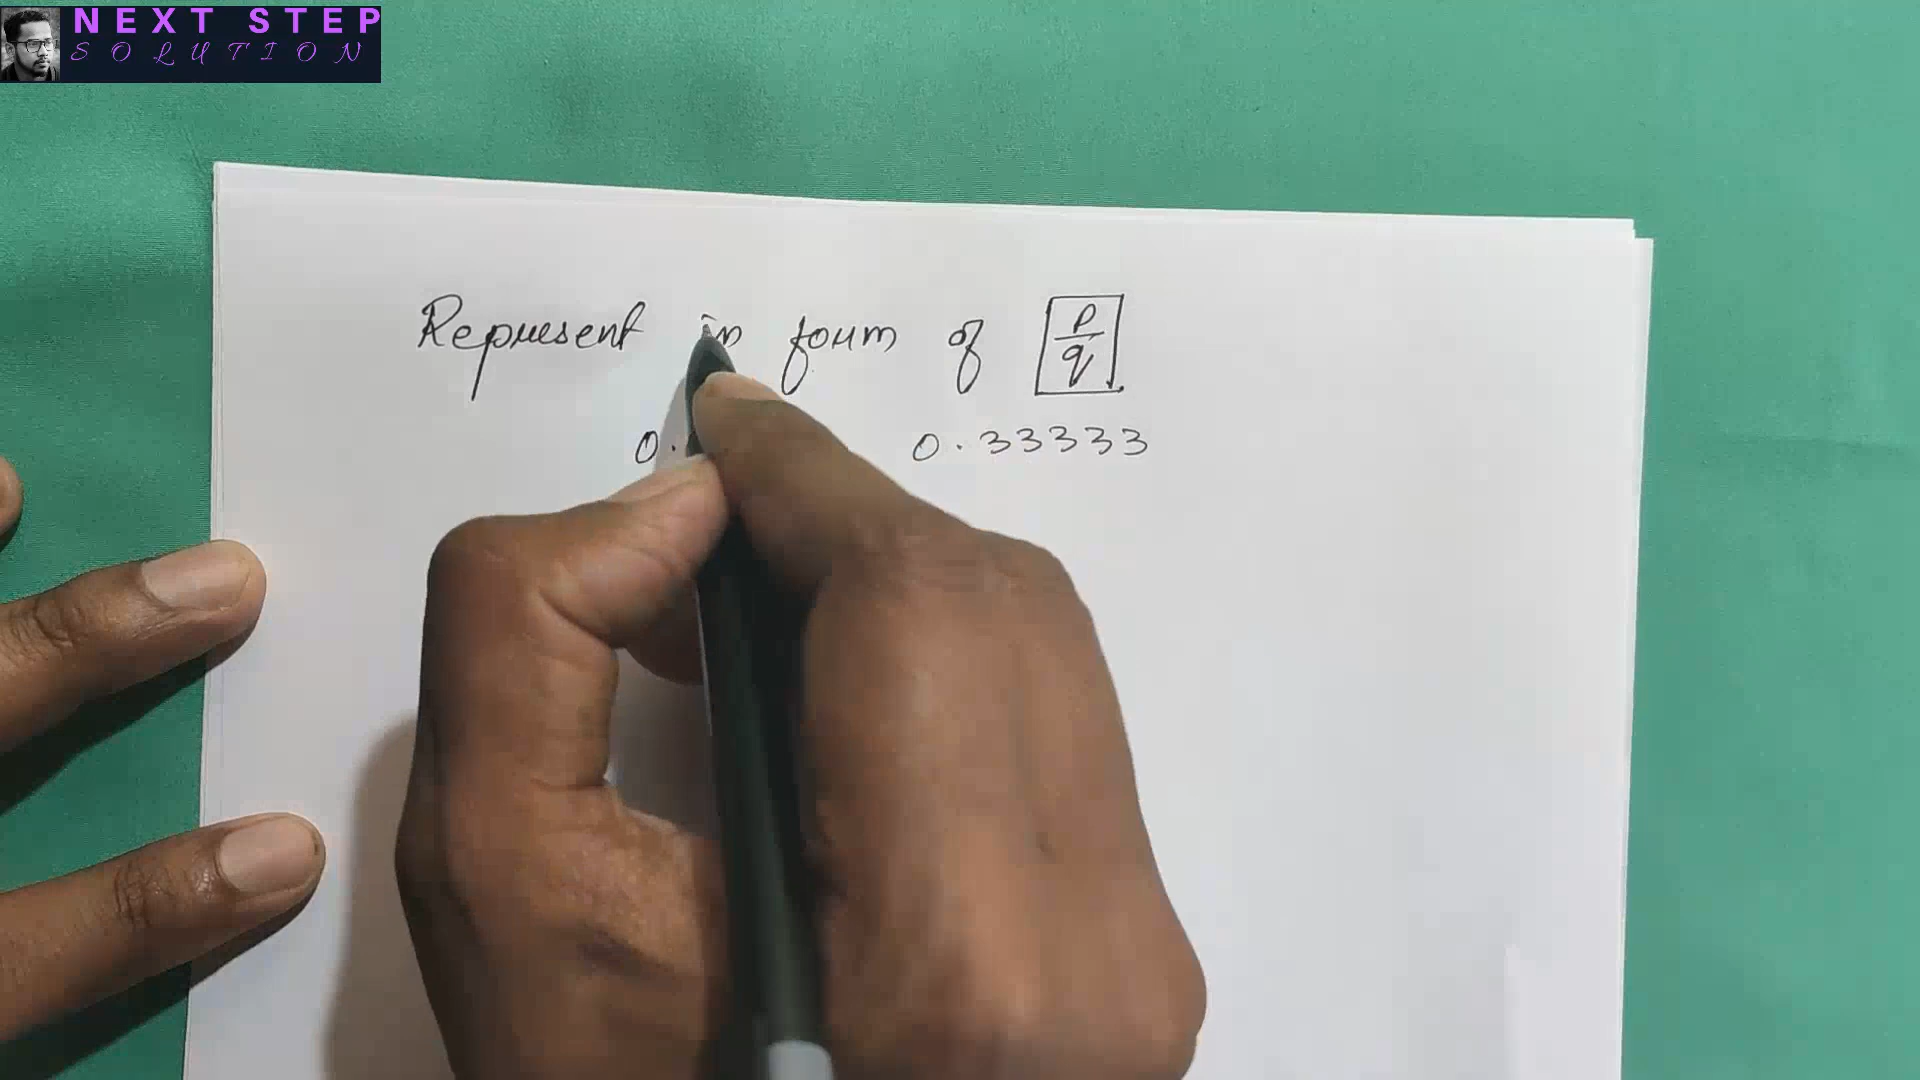 NEXT STEP
SOLUTION
Represent in form of p/q
0. 0.33333